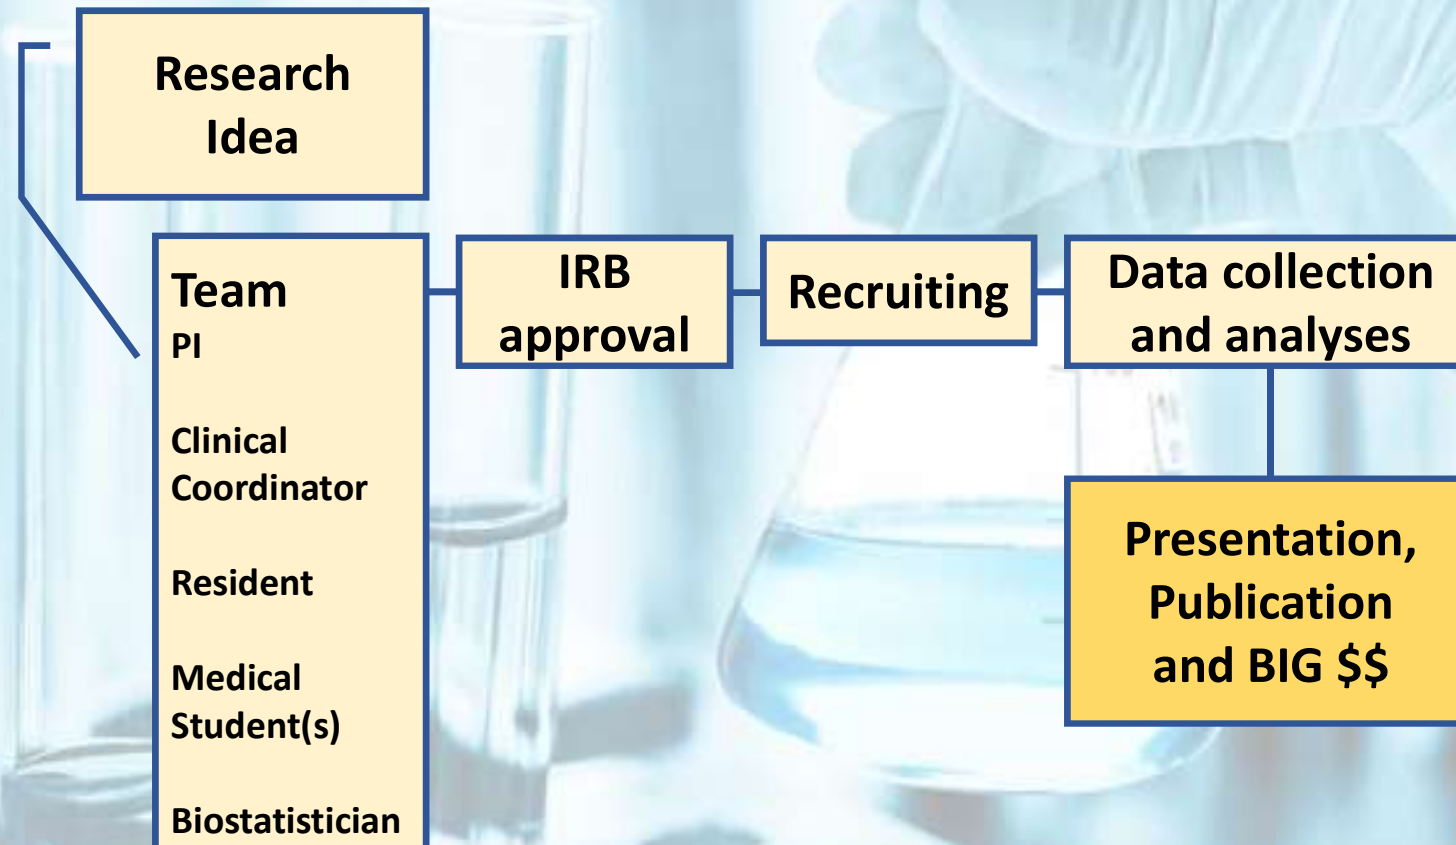 Research
Idea
Team
PI
Clinical
Coordinator
Resident
Medical
Student(s)
Biostatistician
IRB
approval
Recruiting
Data collection
and analyses
Presentation,
Publication
and BIG $$